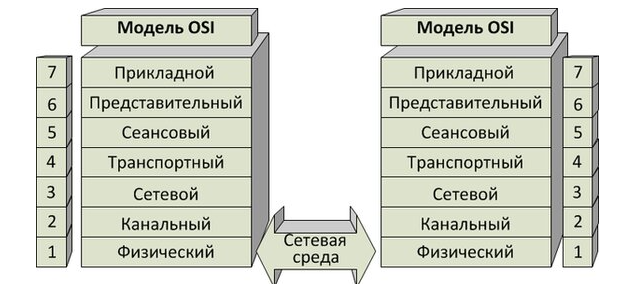 Модель OSI
7 Прикладной
6 Представительный
5 Сеансовый
4 Транспортный
3 Сетевой
2 Канальный
1 Физический
Сетевая
среда
Модель OSI
Прикладной 7
Представительный 6
Сеансовый 5
Транспортный 4
Сетевой 3
Канальный 2
Физический 1